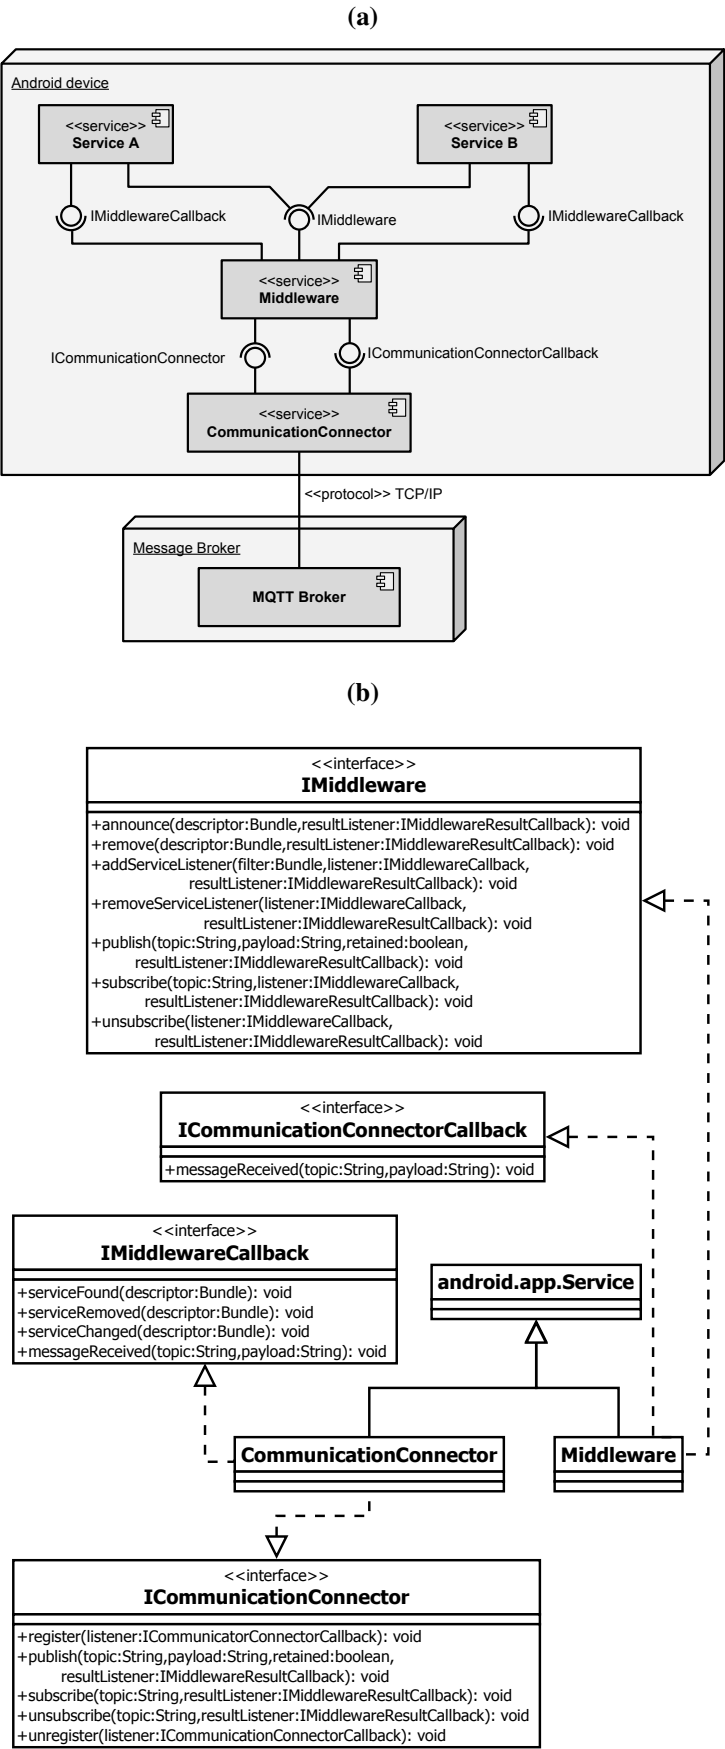 (a)
Android device
<<service>>
Service A
<<service>>
Service B
IMiddlewareCallback
IMiddleware
IMiddlewareCallback
<<service>>
Middleware
ICommunicationConnector
ICommunicationConnectorCallback
<<service>>
CommunicationConnector
<<protocol>> TCP/IP
Message Broker
MQTT Broker
(b)
<<interface>>
IMiddleware
+announce(descriptor:Bundle,resultListener:IMiddlewareResultCallback): void
+remove(descriptor:Bundle,resultListener:IMiddlewareResultCallback): void
+addServiceListener(filter:Bundle,listener:IMiddlewareCallback,
resultListener:IMiddlewareResultCallback): void
+removeServiceListener(listener:IMiddlewareCallback,
resultListener:IMiddlewareResultCallback): void
+publish(topic:String,payload:String,retained:boolean,
resultListener:IMiddlewareResultCallback): void
+subscribe(topic:String,listener:IMiddlewareCallback,
resultListener:IMiddlewareResultCallback): void
+unsubscribe(listener:IMiddlewareCallback,
resultListener:IMiddlewareResultCallback): void
<<interface>>
ICommunicationConnectorCallback
+messageReceived(topic:String,payload:String): void
<<interface>>
IMiddlewareCallback
+serviceFound(descriptor:Bundle): void
+serviceRemoved(descriptor:Bundle): void
+serviceChanged(descriptor:Bundle): void
+messageReceived(topic:String,payload:String): void
android.app.Service
CommunicationConnector
Middleware
<<interface>>
ICommunicationConnector
+register(listener:ICommunicatorConnectorCallback): void
+publish(topic:String,payload:String,retained:boolean,
resultListener:IMiddlewareResultCallback): void
+subscribe(topic:String,resultListener:IMiddlewareResultCallback): void
+unsubscribe(topic:String,resultListener:IMiddlewareResultCallback): void
+unregister(listener:ICommunicationConnectorCallback): void